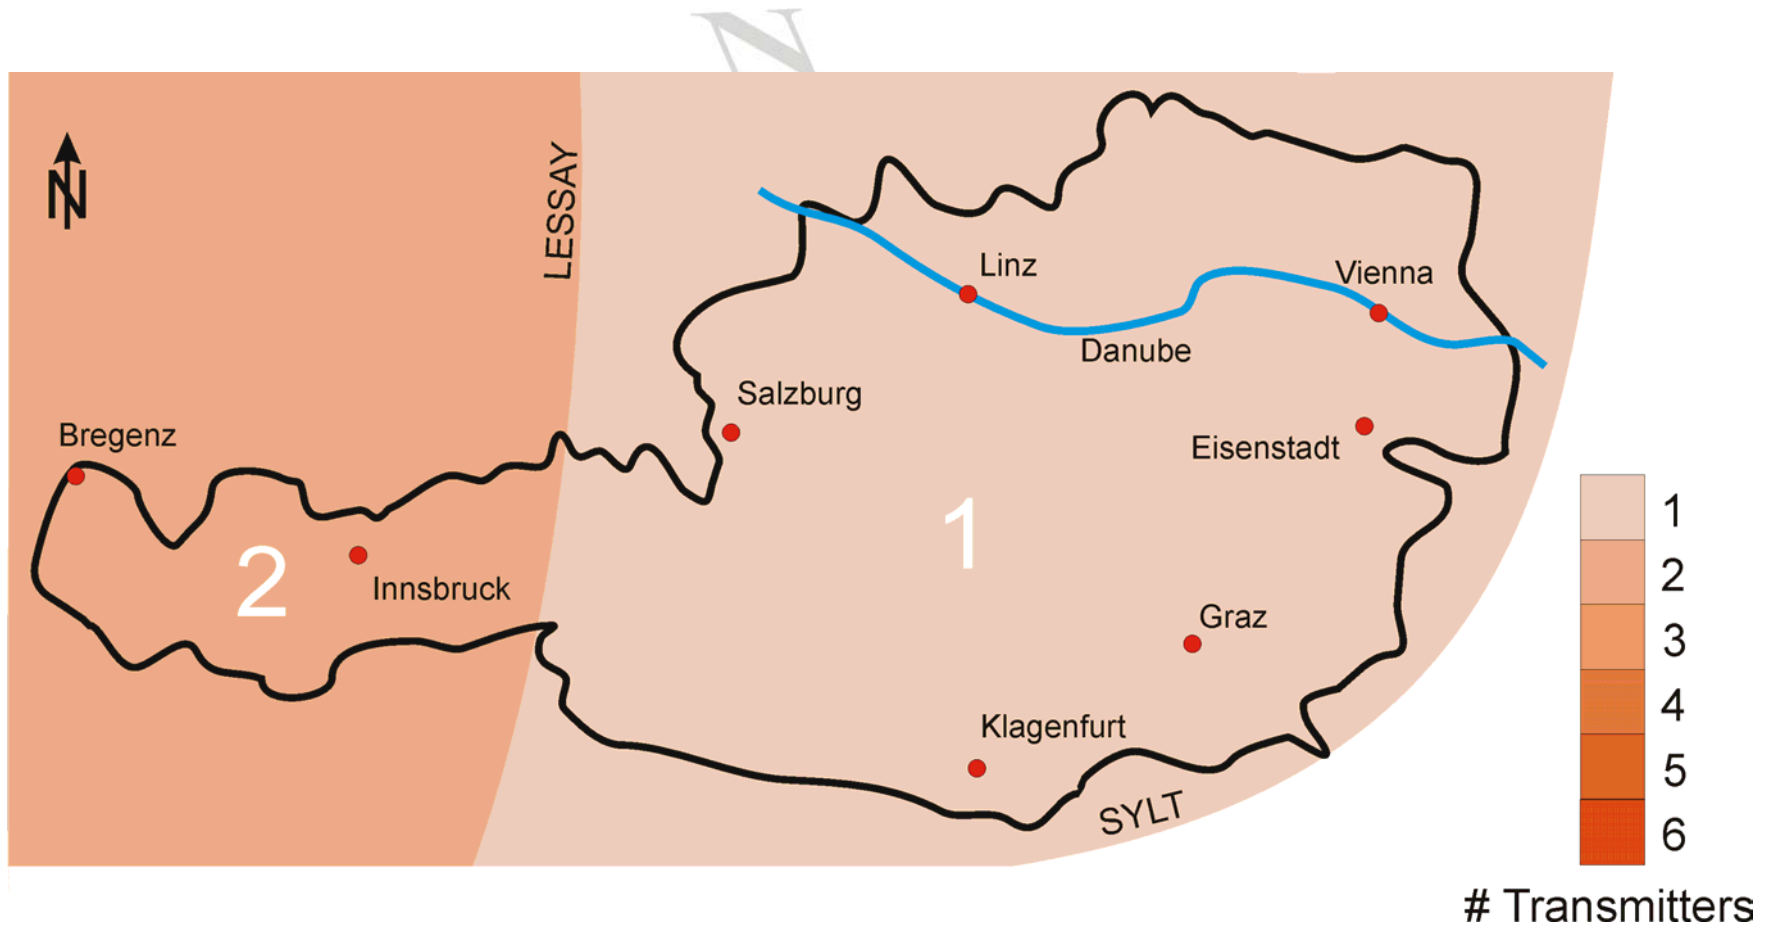 N
N
LESSAY
Linz
Vienna
Danube
Salzburg
Bregenz
Eisenstadt
1
2
Innsbruck
Graz
Klagenfurt
SYLT
1
2
3
4
5
6
# Transmitters